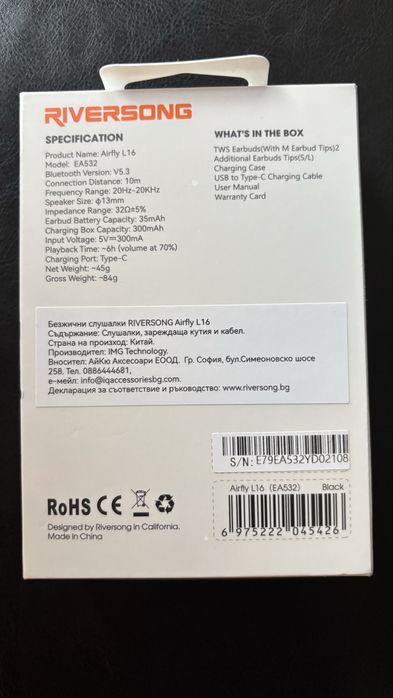 RIVERSONG
SPECIFICATION
Product Name: Airfly L16
Model: EA532
Bluetooth Version: V5.3
Connection Distance: 10m
Frequency Range: 20Hz~20KHz
Speaker Size: φ13mm
Impedance Range: 32Ω±5%
Earbud Battery Capacity: 35mAh
Charging Box Capacity: 300mAh
Input Voltage: 5V⎓300mA
Playback Time: ~6h (volume at 70%)
Charging Port: Type-C
Net Weight: ~45g
Gross Weight: ~84g
WHAT'S IN THE BOX
TWS Earbuds(With M Earbud Tips)2
Additional Earbuds Tips(S/L)
Charging Case
USB to Type-C Charging Cable
User Manual
Warranty Card
Безжични слушалки RIVERSONG Airfly L16
Съдържание: Слушалки, зареждаща кутия и кабел.
Страна на произход: Китай.
Производител: IMG Technology.
Вносител: АйКю Аксесоари ЕООД. Гр. София, бул.Симеоновско шосе
258. Тел. 0886444681,
е-мейл: info@iqaccessoriesbg.com.
Декларация за съответствие и ръководство: www.riversong.bg
S/N: E79EA532YD02108
Airfly L16 (EA532) Black
6 975222 045426
RoHS CE
Designed by Riversong in California.
Made in China